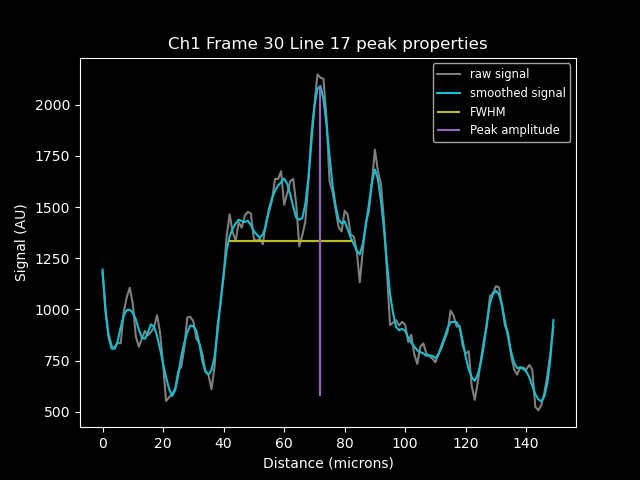 Ch1 Frame 30 Line 17 peak properties
raw signal
smoothed signal
FWHM
Peak amplitude
Signal (AU)
2000
1750
1500
1250
1000
750
500
0 20 40 60 80 100 120 140
Distance (microns)